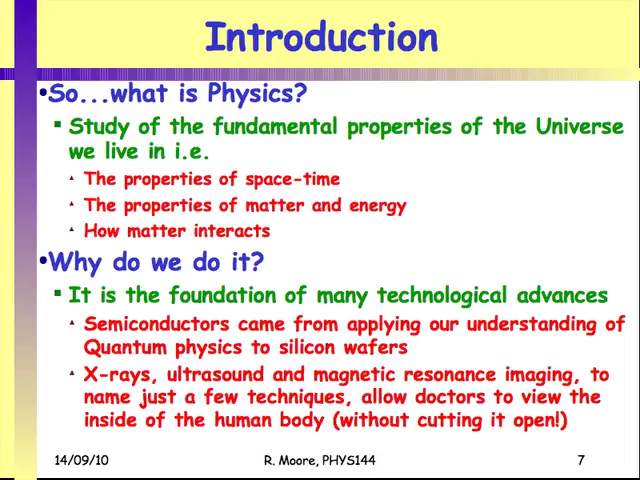 Introduction
•So...what is Physics?
▪ Study of the fundamental properties of the Universe
we live in i.e.
▴ The properties of space-time
▴ The properties of matter and energy
▴ How matter interacts
•Why do we do it?
▪ It is the foundation of many technological advances
▴ Semiconductors came from applying our understanding of
Quantum physics to silicon wafers
▴ X-rays, ultrasound and magnetic resonance imaging, to
name just a few techniques, allow doctors to view the
inside of the human body (without cutting it open!)
14/09/10 R. Moore, PHYS144 7